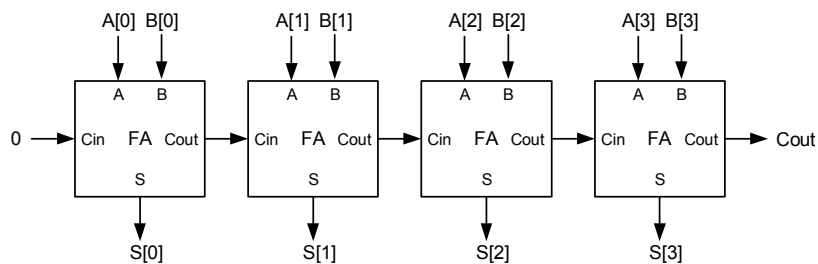 A[0] B[0] A[1] B[1] A[2] B[2] A[3] B[3]
A B A B A B A B
0 Cin FA Cout Cin FA Cout Cin FA Cout Cin FA Cout Cout
S S S S
S[0] S[1] S[2] S[3]